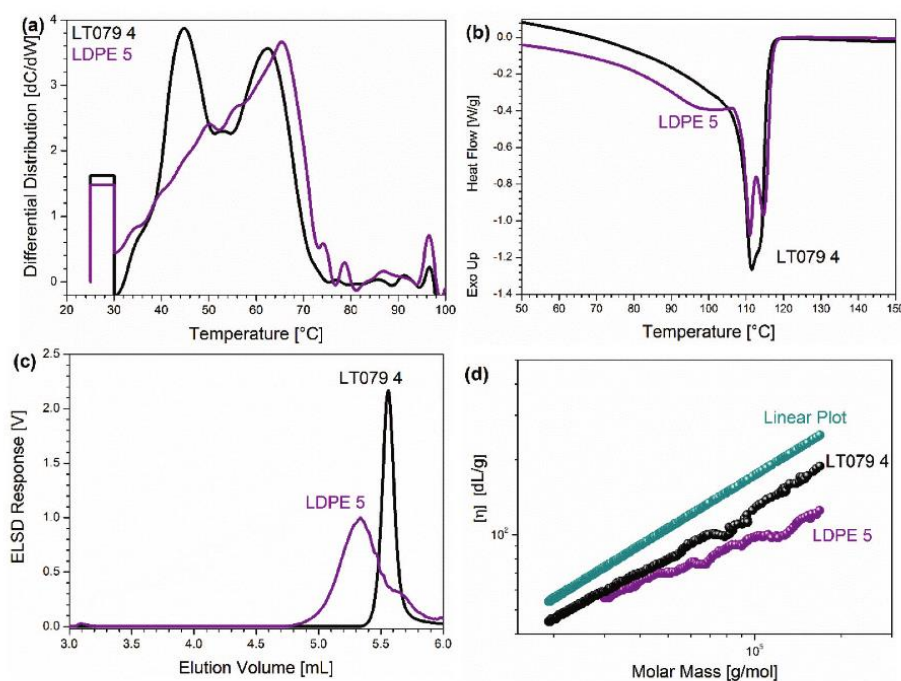 (a)
LT079 4
LDPE 5
Differential Distribution [dC/dW]
4
3
2
1
0
20 30 40 50 60 70 80 90 100
Temperature [°C]
(b)
Exo Up
Heat Flow [W/g]
0.0
-0.2
-0.4
-0.6
-0.8
-1.0
-1.2
-1.4
LDPE 5
LT079 4
50 60 70 80 90 100 110 120 130 140 150
Temperature [°C]
(c)
ELSD Response [V]
2.5
2.0
1.5
1.0
0.5
0.0
LT079 4
LDPE 5
3.0 3.5 4.0 4.5 5.0 5.5 6.0
Elution Volume [mL]
(d)
[η] [dL/g]
10²
Linear Plot
LT079 4
LDPE 5
10⁵
Molar Mass [g/mol]